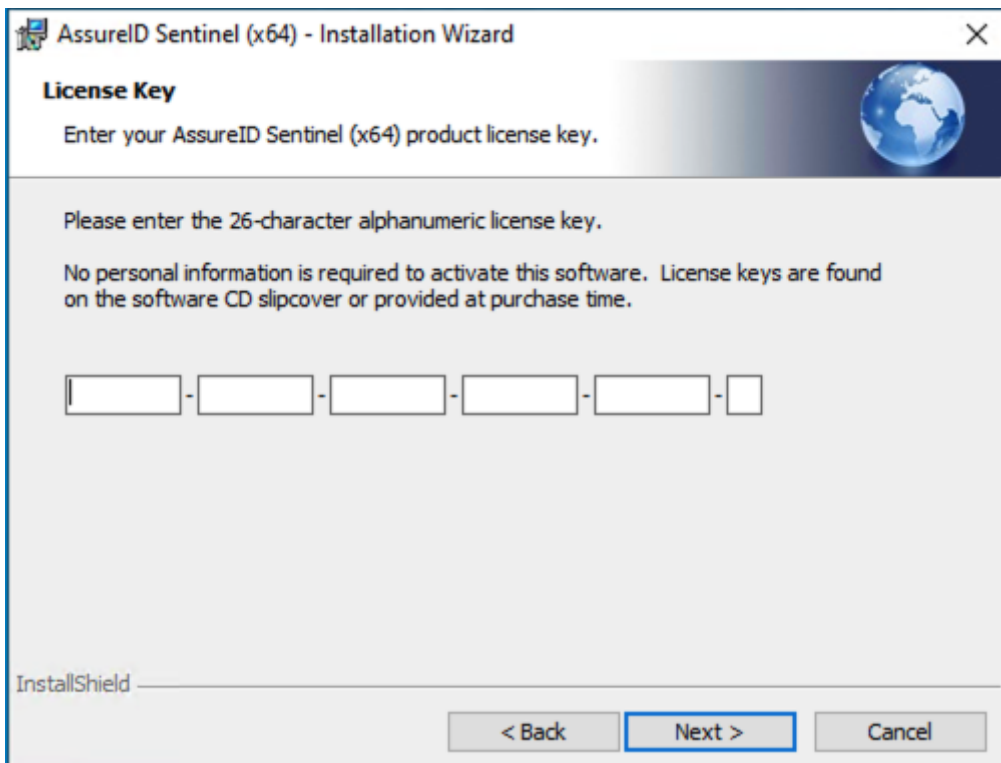 AssureID Sentinel (x64) - Installation Wizard
License Key
Enter your AssureID Sentinel (x64) product license key.
Please enter the 26-character alphanumeric license key.
No personal information is required to activate this software.  License keys are found
on the software CD slipcover or provided at purchase time.
- - - - -
InstallShield
< Back Next > Cancel